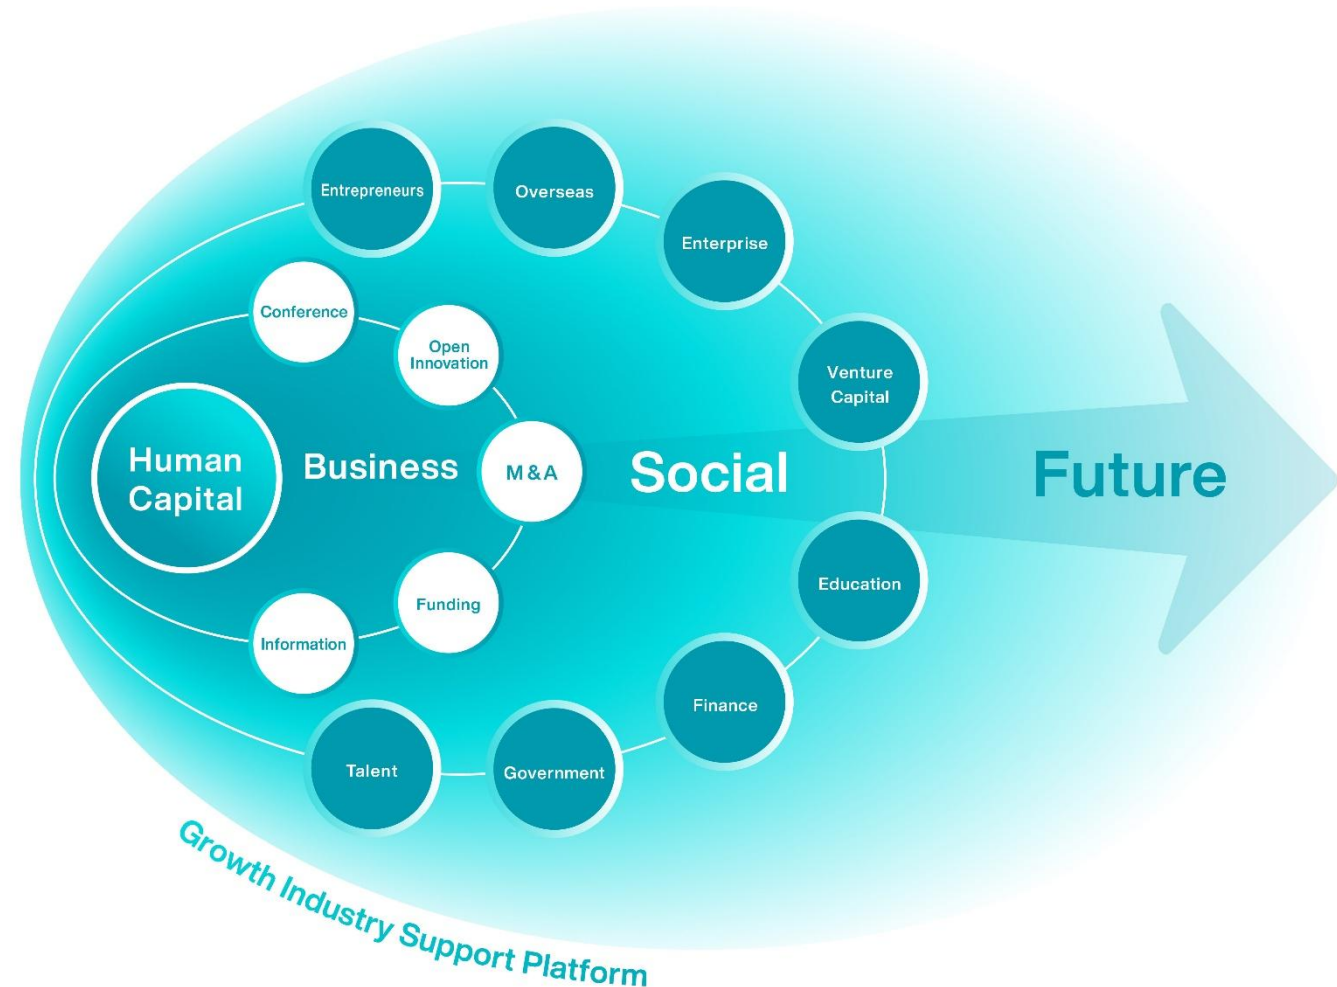 Entrepreneurs
Overseas
Enterprise
Conference
Open
Innovation
Venture
Capital
Human
Capital
Business
M & A
Social
Future
Funding
Education
Information
Finance
Talent
Government
Growth Industry Support Platform